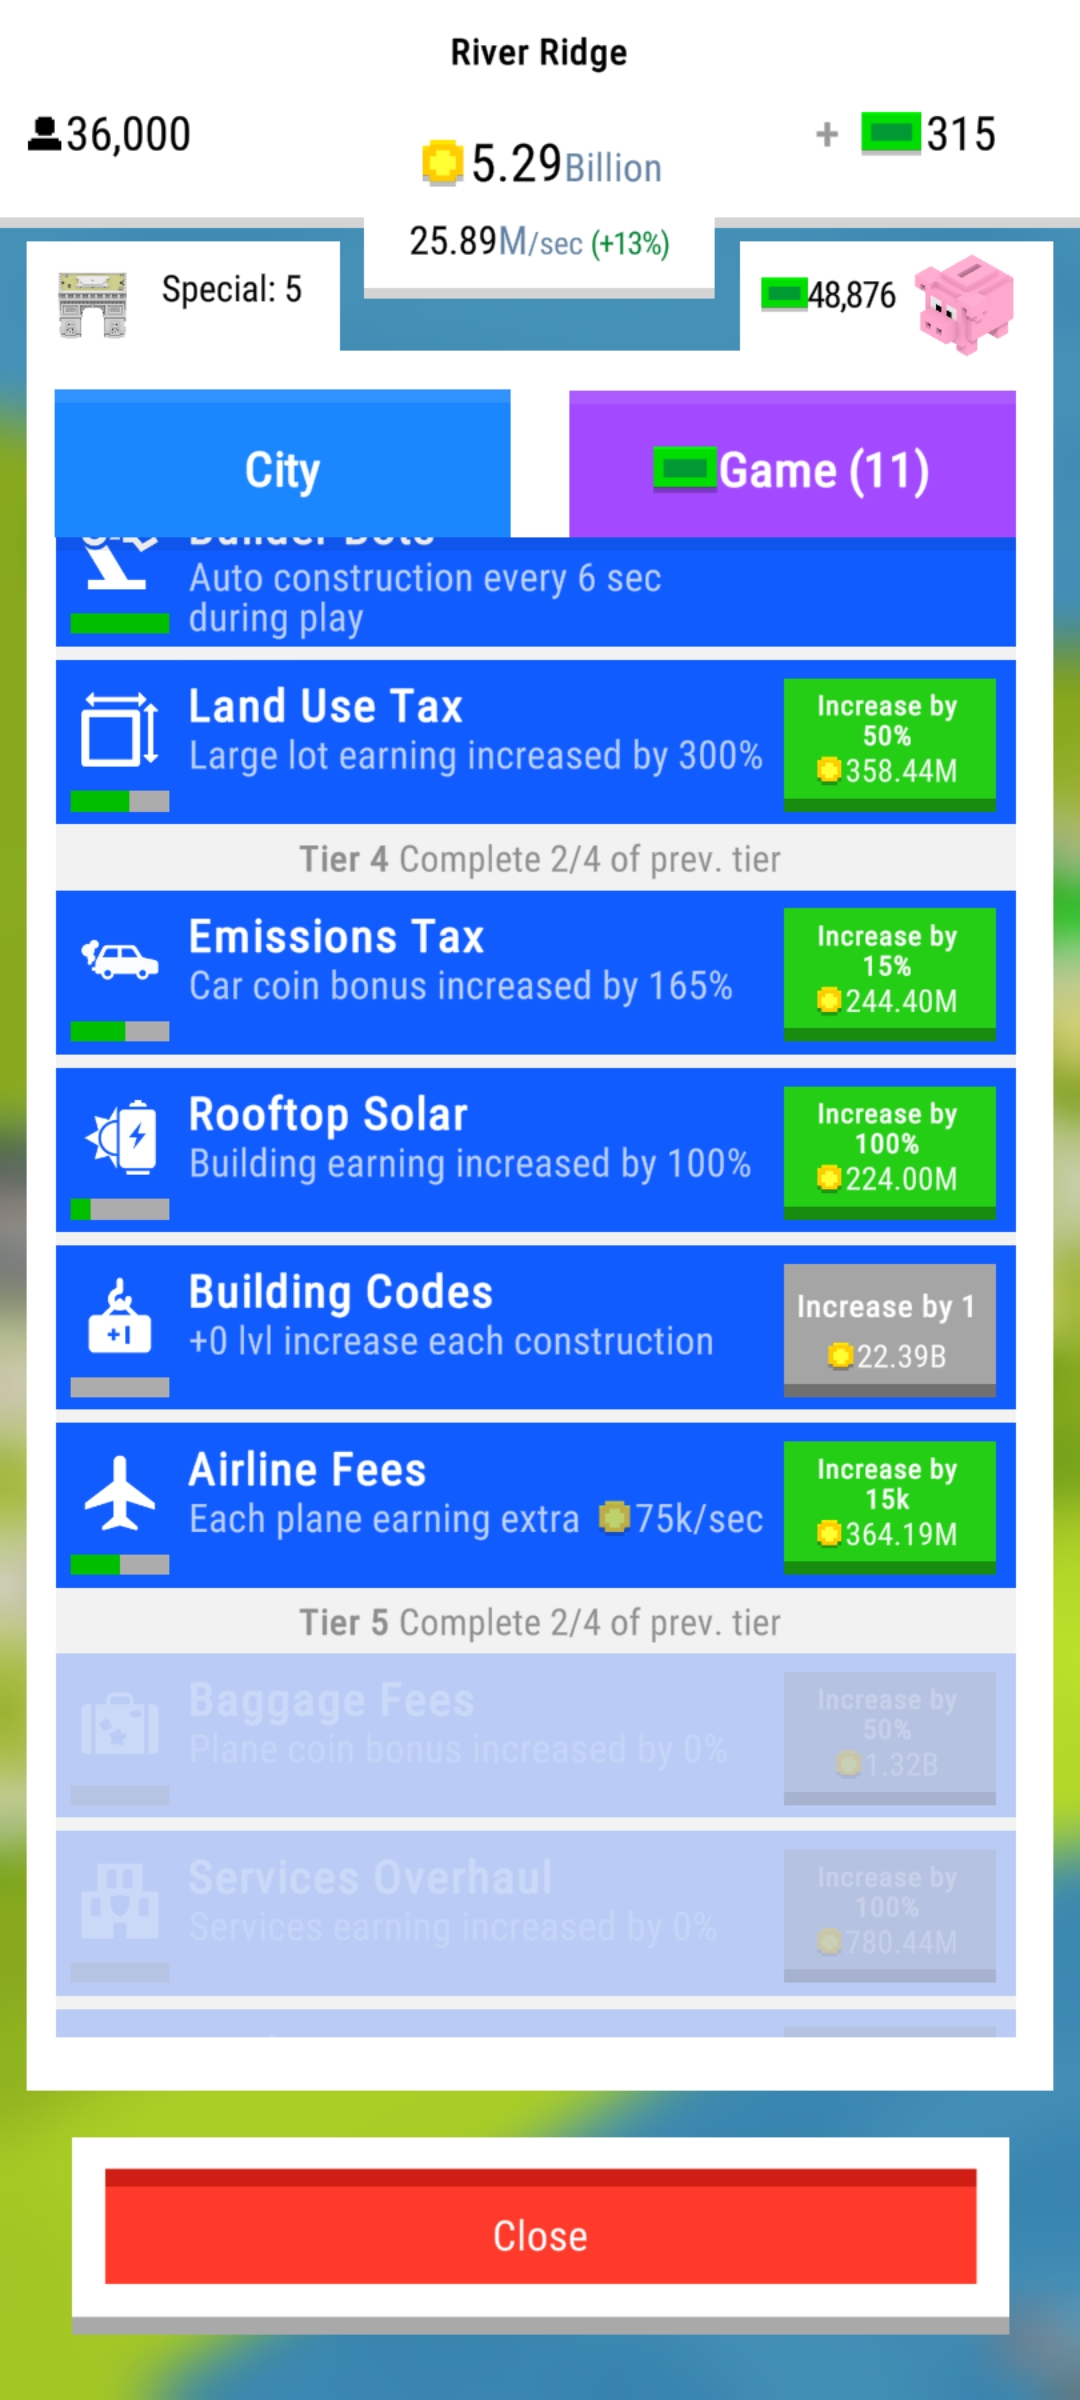 River Ridge
36,000
5.29Billion
+ 315
25.89M/sec (+13%)
Special: 5
48,876
City
Game (11)
Builder Bots
Auto construction every 6 sec
during play
Land Use Tax
Large lot earning increased by 300%
Increase by
50%
358.44M
Tier 4 Complete 2/4 of prev. tier
Emissions Tax
Car coin bonus increased by 165%
Increase by
15%
244.40M
Rooftop Solar
Building earning increased by 100%
Increase by
100%
224.00M
Building Codes
+0 lvl increase each construction
+1
Increase by 1
22.39B
Airline Fees
Each plane earning extra 75k/sec
Increase by
15k
364.19M
Tier 5 Complete 2/4 of prev. tier
Baggage Fees
Plane coin bonus increased by 0%
Increase by
50%
1.32B
Services Overhaul
Services earning increased by 0%
Increase by
100%
780.44M
Close